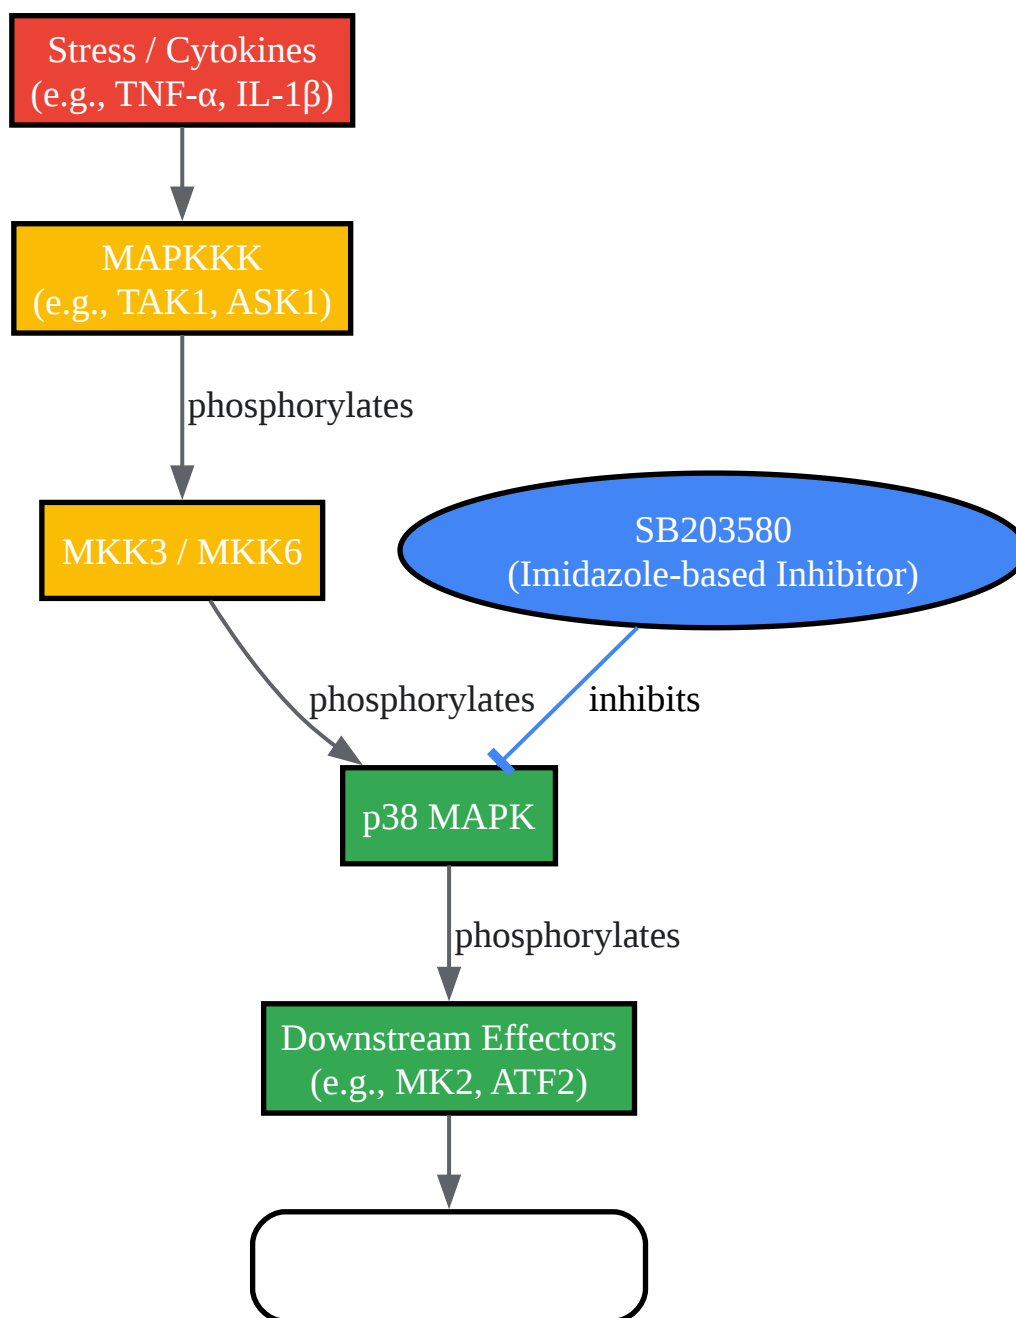 Stress / Cytokines
(e.g., TNF-α, IL-1β)
MAPKKK
(e.g., TAK1, ASK1)
phosphorylates
MKK3 / MKK6
SB203580
(Imidazole-based Inhibitor)
phosphorylates
inhibits
p38 MAPK
phosphorylates
Downstream Effectors
(e.g., MK2, ATF2)